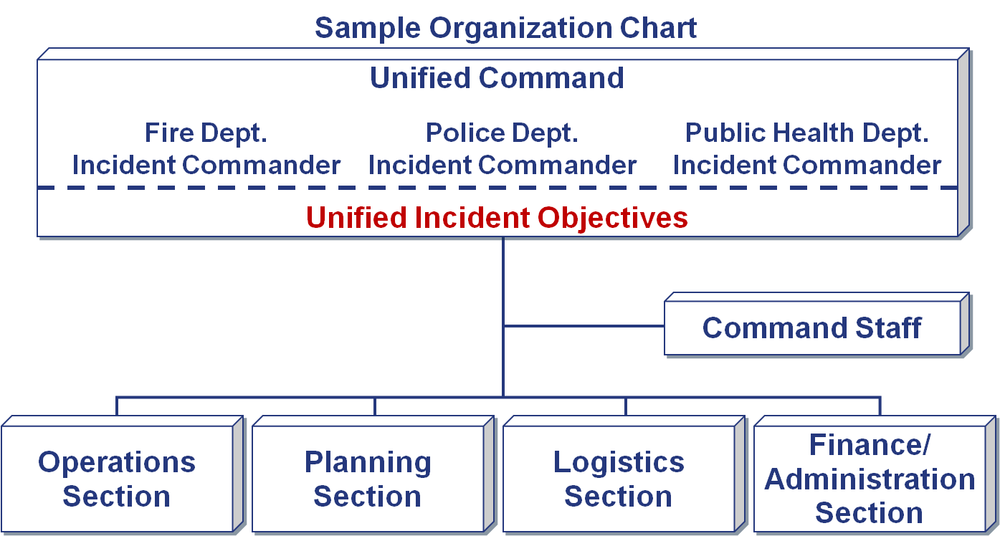 Sample Organization Chart
Unified Command
Fire Dept.
Incident Commander
Police Dept.
Incident Commander
Public Health Dept.
Incident Commander
Unified Incident Objectives
Command Staff
Operations
Section
Planning
Section
Logistics
Section
Finance/
Administration
Section